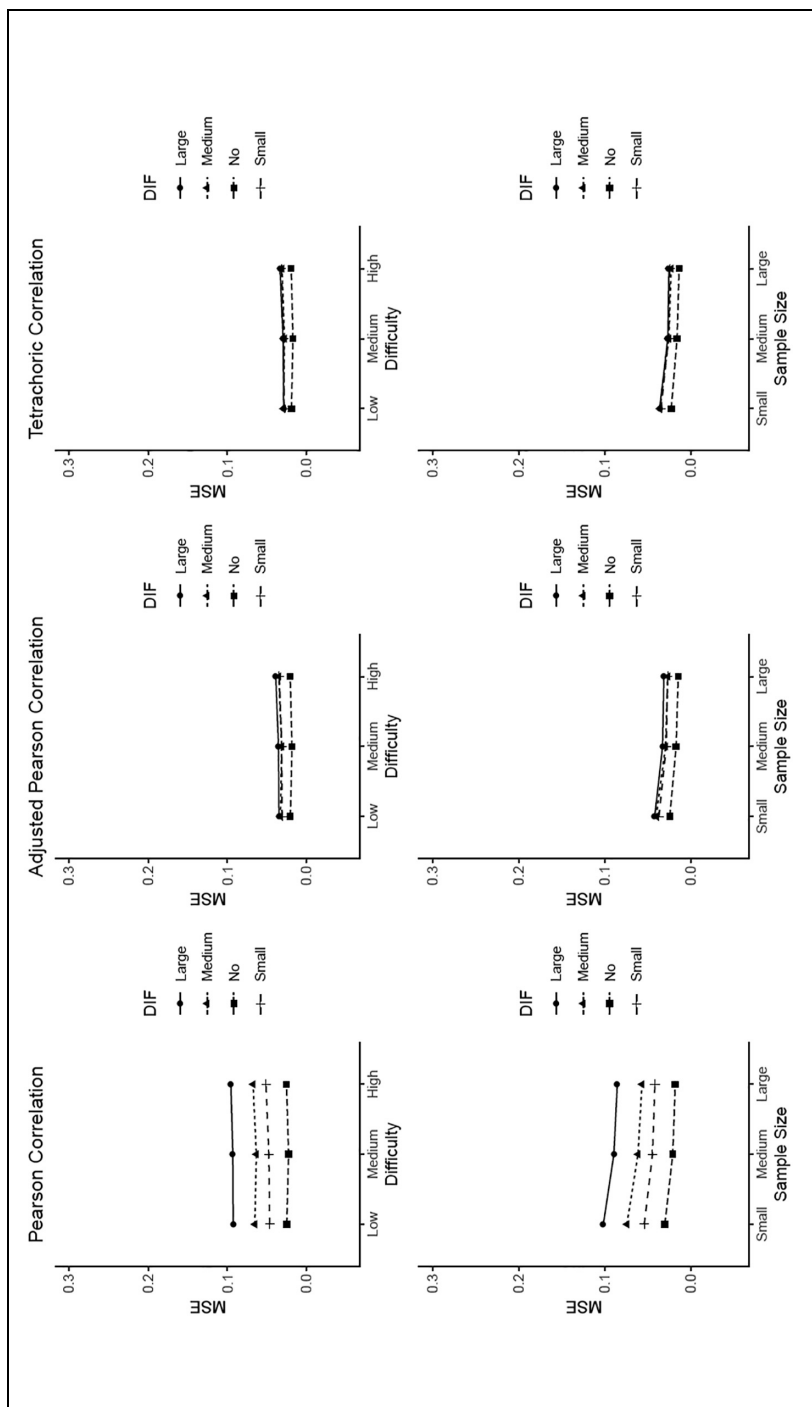 Pearson Correlation
0.3
0.2
0.1
0.0
MSE
Low
Medium
High
Difficulty
DIF
Large
Medium
No
Small
Adjusted Pearson Correlation
0.3
0.2
0.1
0.0
MSE
Low
Medium
High
Difficulty
DIF
Large
Medium
No
Small
Tetrachoric Correlation
0.3
0.2
0.1
0.0
MSE
Low
Medium
High
Difficulty
DIF
Large
Medium
No
Small
0.3
0.2
0.1
0.0
MSE
Small
Medium
Large
Sample Size
DIF
Large
Medium
No
Small
0.3
0.2
0.1
0.0
MSE
Small
Medium
Large
Sample Size
DIF
Large
Medium
No
Small
0.3
0.2
0.1
0.0
MSE
Small
Medium
Large
Sample Size
DIF
Large
Medium
No
Small